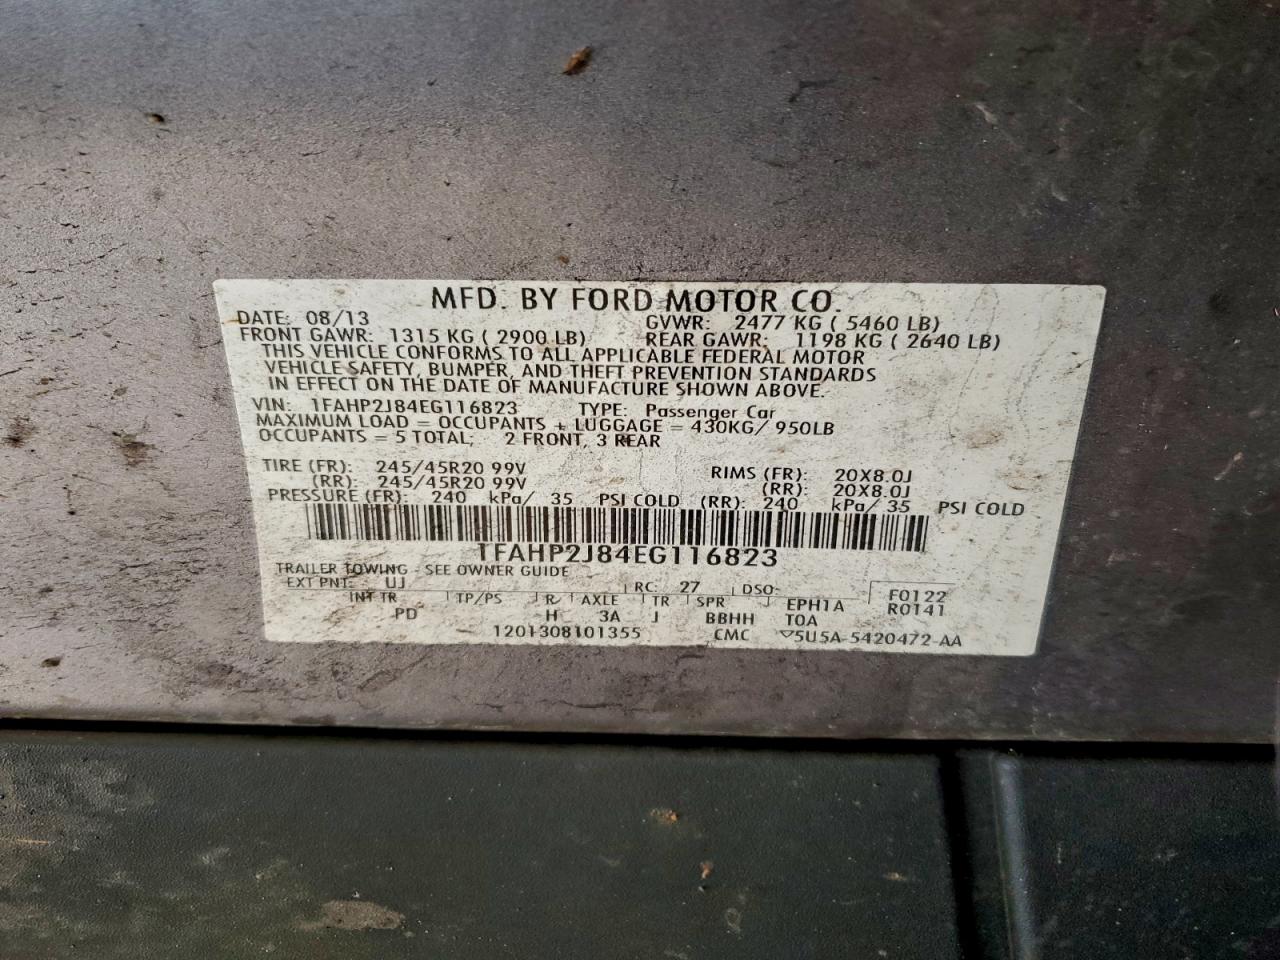 MFD. BY FORD MOTOR CO.
DATE: 08/13 GVWR: 2477 KG ( 5460 LB)
FRONT GAWR: 1315 KG ( 2900 LB) REAR GAWR: 1198 KG ( 2640 LB)
THIS VEHICLE CONFORMS TO ALL APPLICABLE FEDERAL MOTOR
VEHICLE SAFETY, BUMPER, AND THEFT PREVENTION STANDARDS
IN EFFECT ON THE DATE OF MANUFACTURE SHOWN ABOVE.
VIN: 1FAHP2J84EG116823 TYPE: Passenger Car
MAXIMUM LOAD = OCCUPANTS + LUGGAGE = 430KG/ 950LB
OCCUPANTS = 5 TOTAL; 2 FRONT, 3 REAR
TIRE (FR): 245/45R20 99V RIMS (FR): 20X8.0J
(RR): 245/45R20 99V (RR): 20X8.0J
PRESSURE (FR): 240 kPa/ 35 PSI COLD (RR): 240 kPa/ 35 PSI COLD
1FAHP2J84EG116823
TRAILER TOWING - SEE OWNER GUIDE
EXT PNT: UJ RC: 27 DSO: F0122
INT TR TP/PS R AXLE TR SPR EPH1A R0141
PD H 3A J BBHH TOA
1201308101355 CMC ▽5U5A-5420472-AA